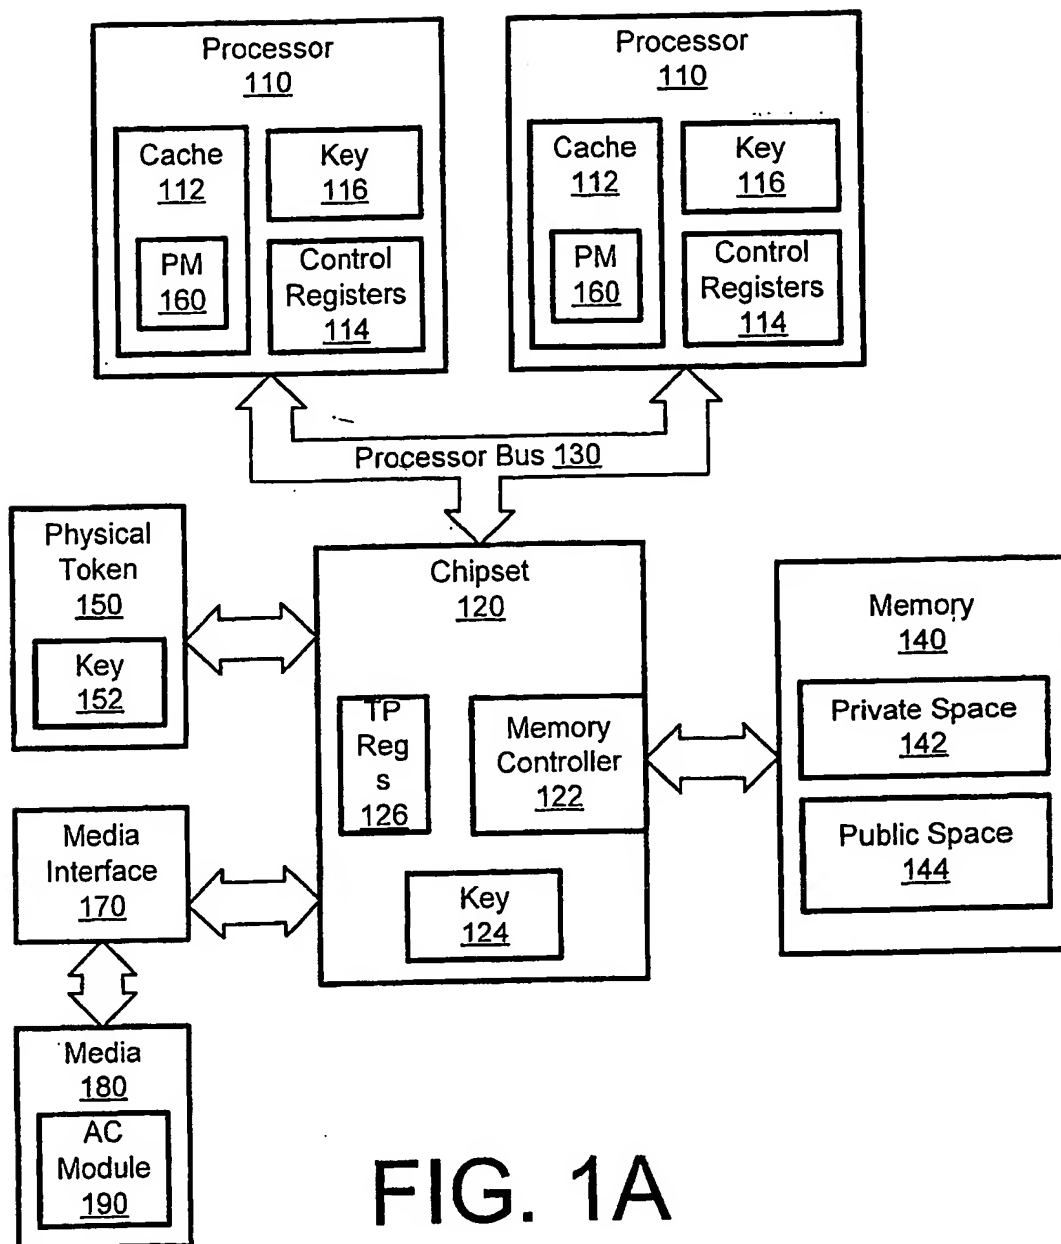 Processor
110
Cache
112
PM
160
Key
116
Control
Registers
114
Processor
110
Cache
112
PM
160
Key
116
Control
Registers
114
Processor Bus 130
Physical
Token
150
Key
152
Chipset
120
TP
Reg
s
126
Memory
Controller
122
Key
124
Memory
140
Private Space
142
Public Space
144
Media
Interface
170
Media
180
AC
Module
190
FIG. 1A